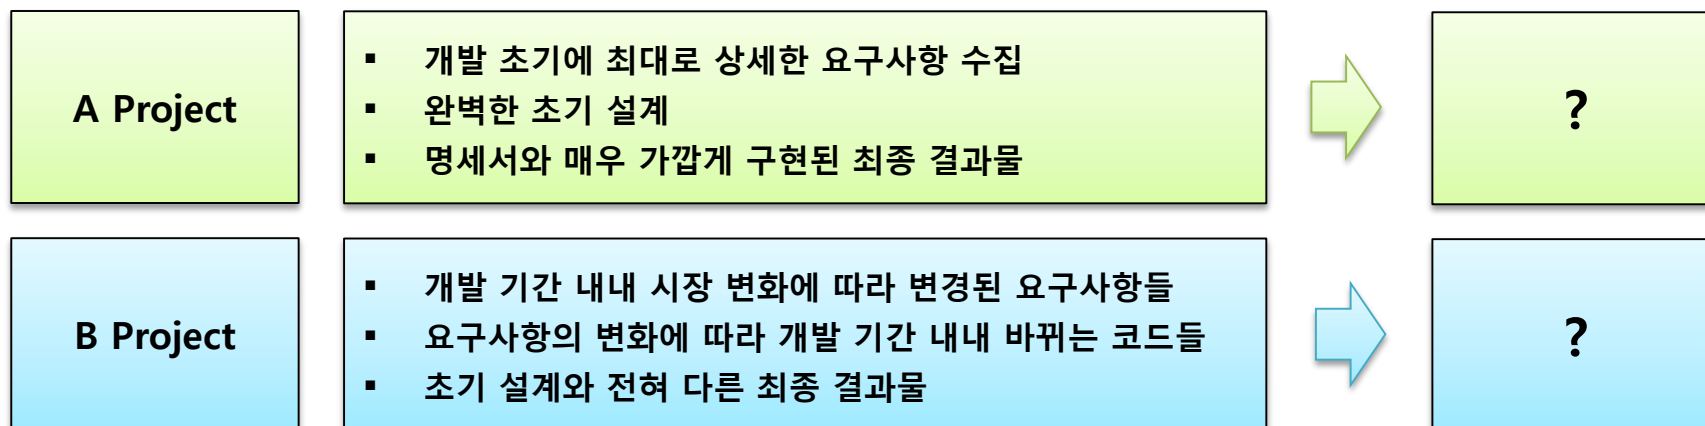 A Project
▪ 개발 초기에 최대로 상세한 요구사항 수집
▪ 완벽한 초기 설계
▪ 명세서와 매우 가깝게 구현된 최종 결과물
?
B Project
▪ 개발 기간 내내 시장 변화에 따라 변경된 요구사항들
▪ 요구사항의 변화에 따라 개발 기간 내내 바뀌는 코드들
▪ 초기 설계와 전혀 다른 최종 결과물
?